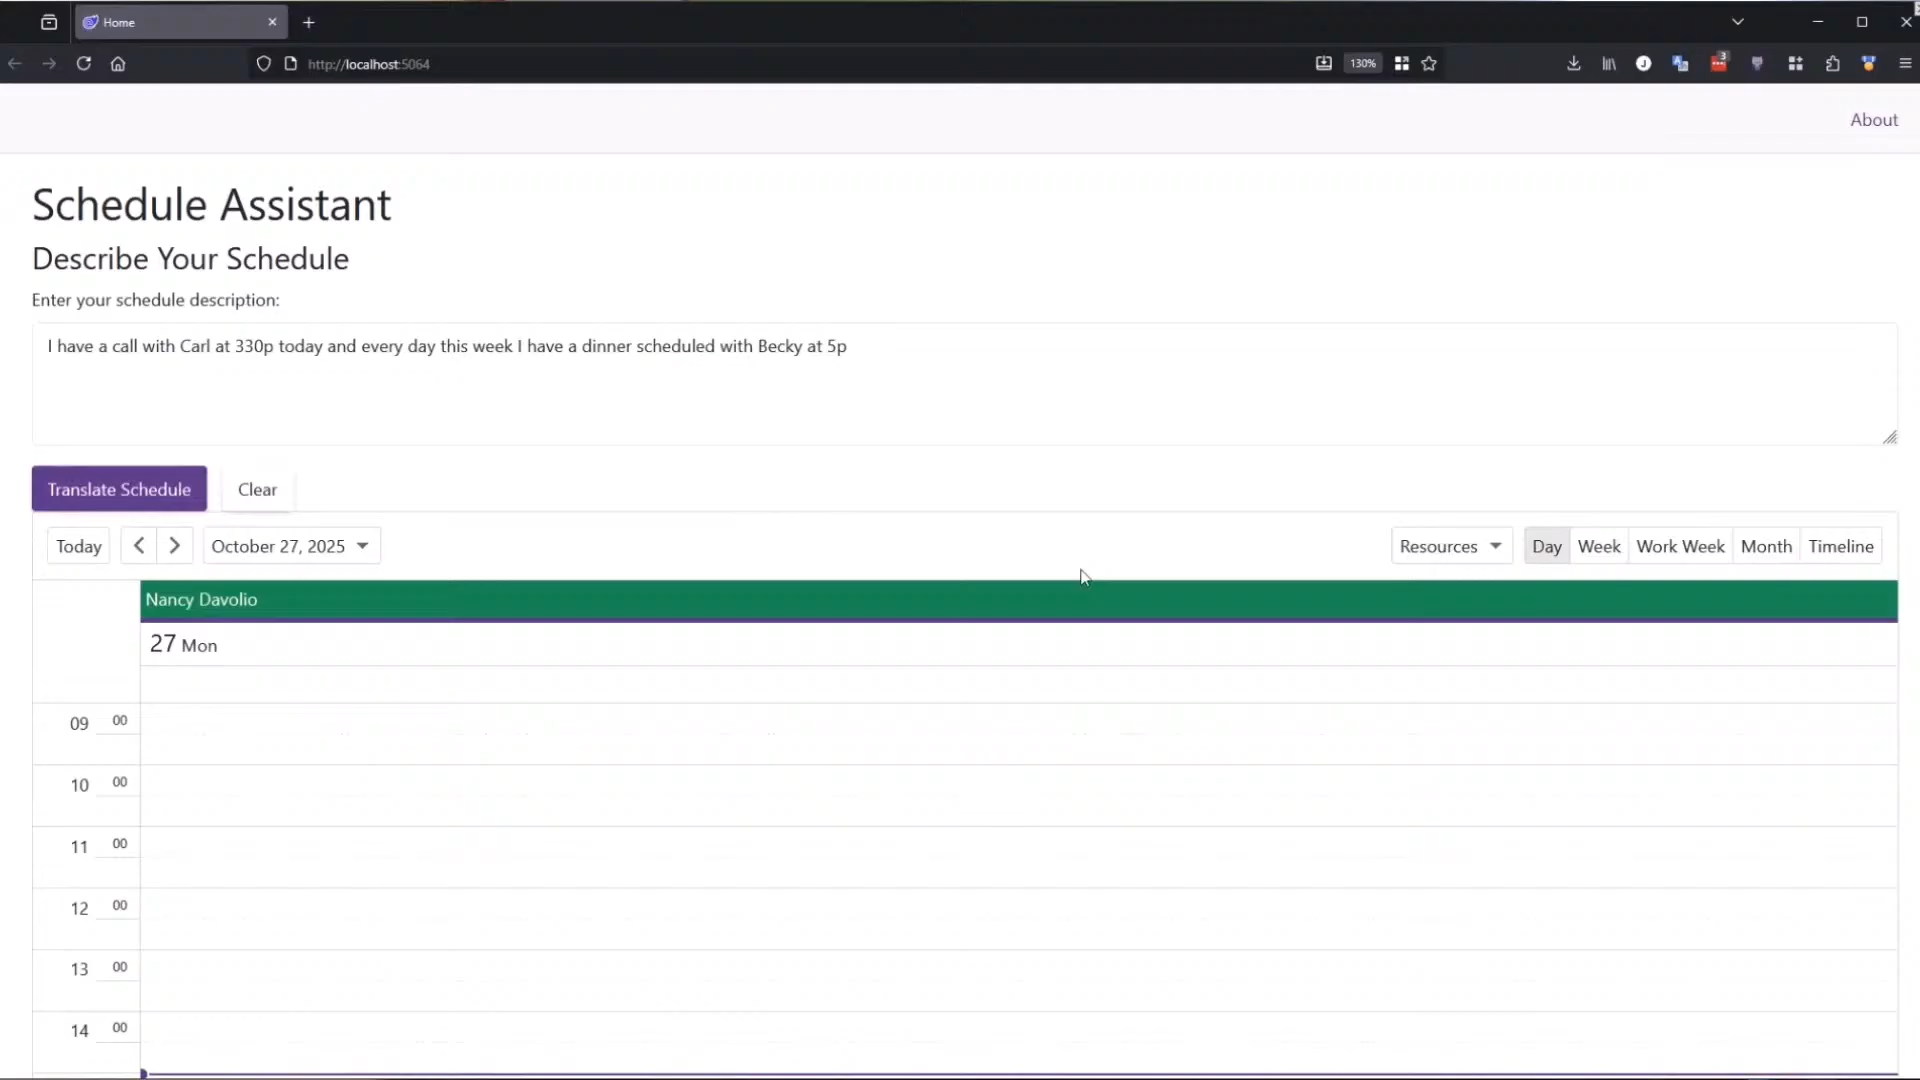 Home
http://localhost:5064
130%
3
About
Schedule Assistant
Describe Your Schedule
Enter your schedule description:
I have a call with Carl at 330p today and every day this week I have a dinner scheduled with Becky at 5p
Translate Schedule Clear
Today October 27, 2025 Resources Day Week Work Week Month Timeline
Nancy Davolio
27 Mon
09 00
10 00
11 00
12 00
13 00
14 00